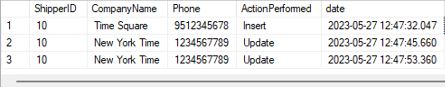 ShipperID CompanyName Phone ActionPerformed date
1 10 Time Square 9512345678 Insert 2023-05-27 12:47:32.047
2 10 New York Time 1234567789 Update 2023-05-27 12:47:45.660
3 10 New York Time 1234567789 Update 2023-05-27 12:47:53.360